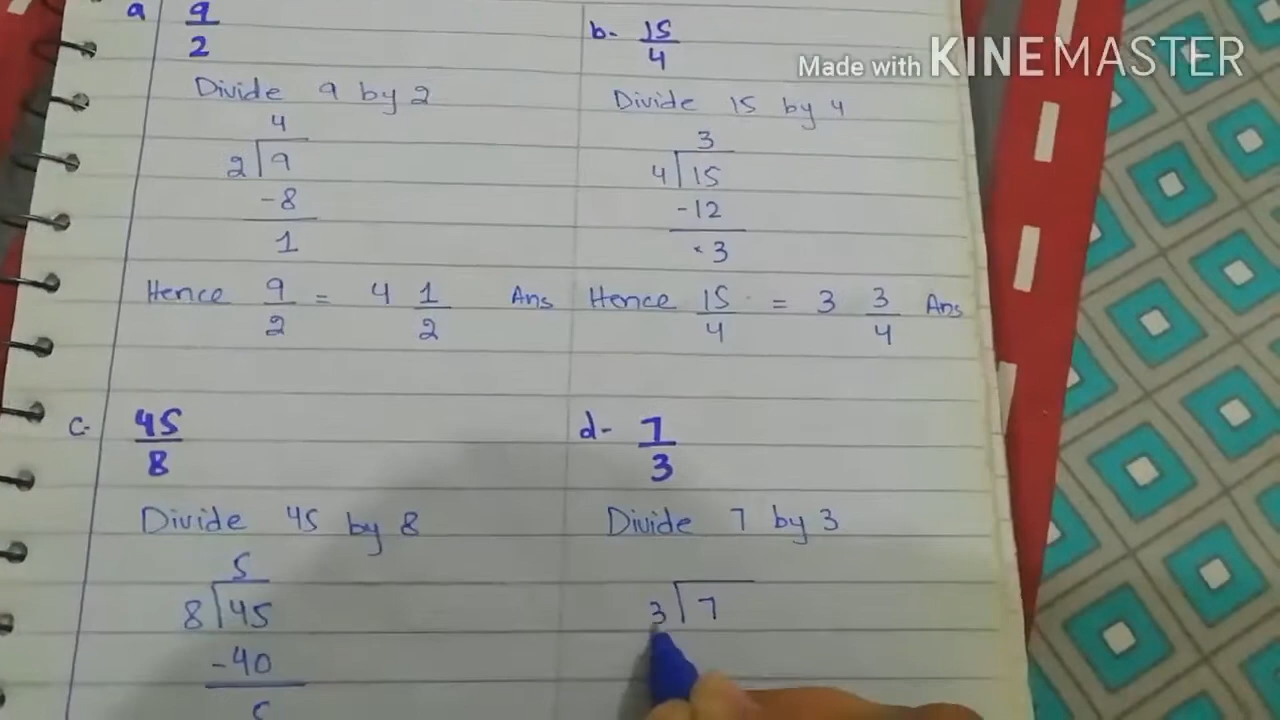 a 9/2
Divide 9 by 2
4
2 9
-8
1
Hence 9/2 = 4 1/2 Ans
b- 15/4
Divide 15 by 4
3
4 15
-12
3
Hence 15/4 = 3 3/4 Ans
c- 45/8
Divide 45 by 8
5
8 45
-40
5
d- 7/3
Divide 7 by 3
3 7
Made with KINEMASTER